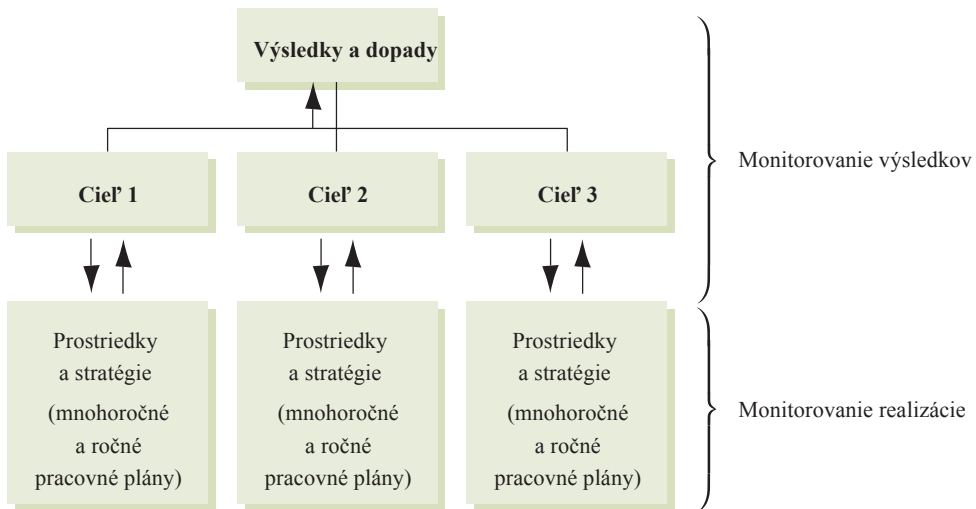 Výsledky a dopady
Monitorovanie výsledkov
Cieľ 1
Cieľ 2
Cieľ 3
Prostriedky
a stratégie
(mnohoročné
a ročné
pracovné plány)
Prostriedky
a stratégie
(mnohoročné
a ročné
pracovné plány)
Prostriedky
a stratégie
(mnohoročné
a ročné
pracovné plány)
Monitorovanie realizácie